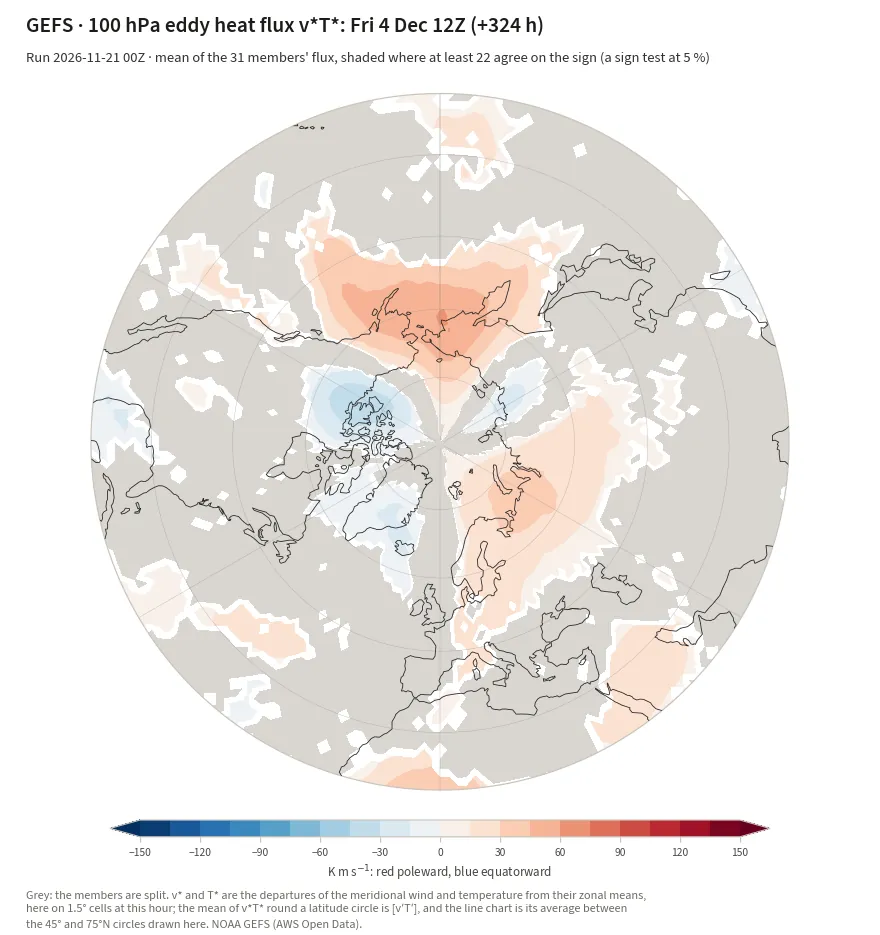 GEFS · 100 hPa eddy heat flux v*T*: Fri 4 Dec 12Z (+324 h)
Run 2026-11-21 00Z · mean of the 31 members' flux, shaded where at least 22 agree on the sign (a sign test at 5 %)
−150 −120 −90 −60 −30 0 30 60 90 120 150
K m s⁻¹: red poleward, blue equatorward
Grey: the members are split. v* and T* are the departures of the meridional wind and temperature from their zonal means,
here on 1.5° cells at this hour; the mean of v*T* round a latitude circle is [v'T'], and the line chart is its average between
the 45° and 75°N circles drawn here. NOAA GEFS (AWS Open Data).